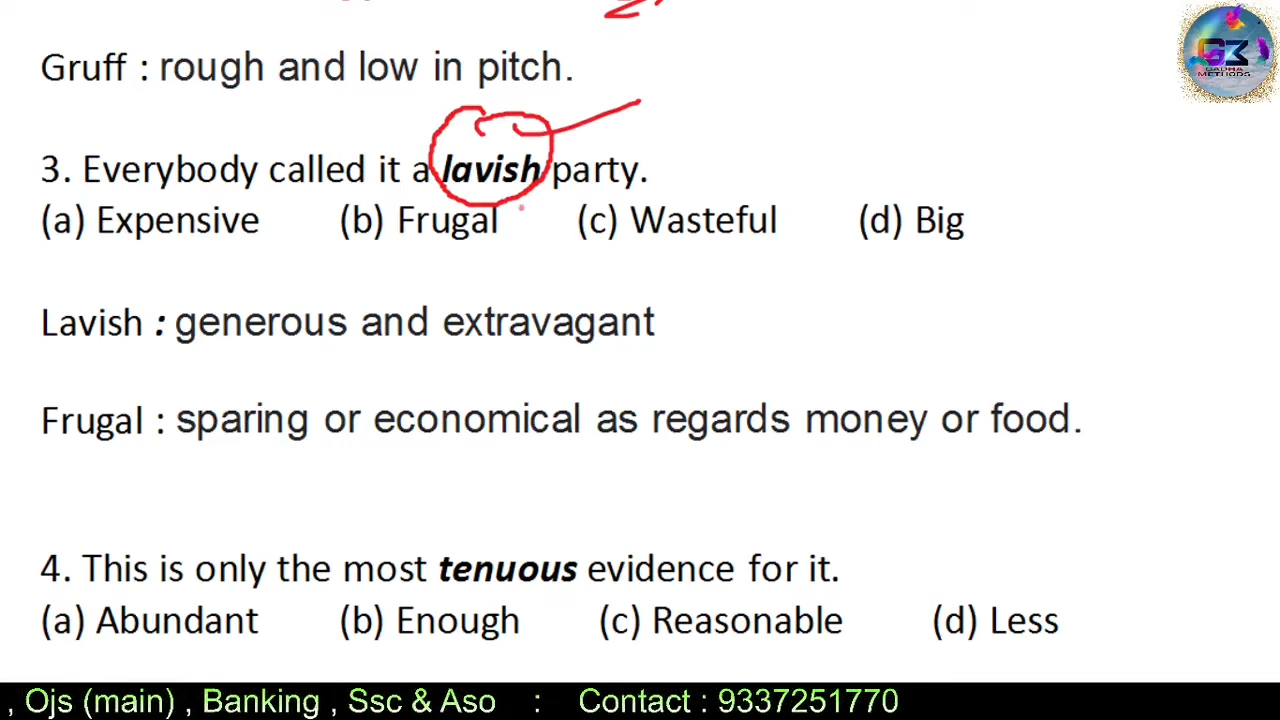 Gruff : rough and low in pitch.
3. Everybody called it a lavish party.
(a) Expensive (b) Frugal (c) Wasteful (d) Big
Lavish : generous and extravagant
Frugal : sparing or economical as regards money or food.
4. This is only the most tenuous evidence for it.
(a) Abundant (b) Enough (c) Reasonable (d) Less
, Ojs (main) , Banking , Ssc & Aso : Contact : 9337251770